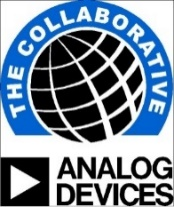 THE COLLABORATIVE
ANALOG
DEVICES